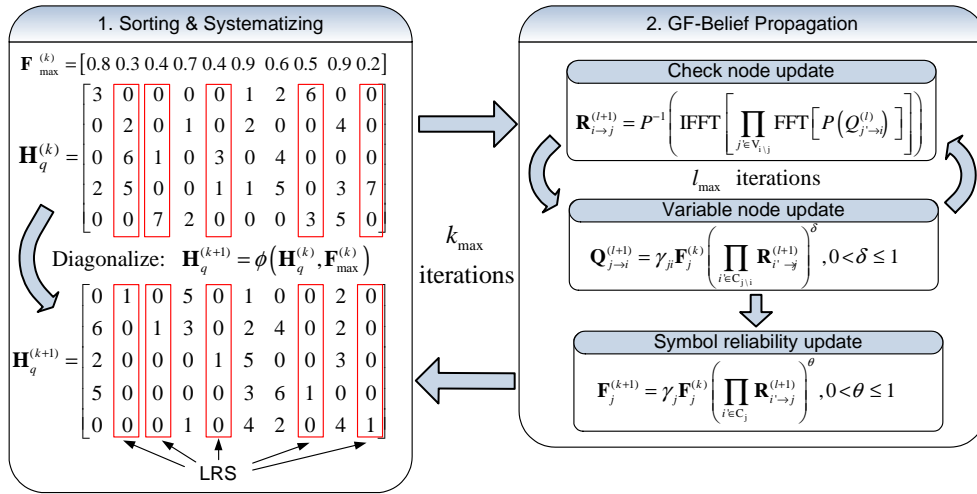 1. Sorting & Systematizing
F_max^(k) =[0.8 0.3 0.4 0.7 0.4 0.9 0.6 0.5 0.9 0.2]
H_q^(k) =
3 0 0 0 0 1 2 6 0 0
0 2 0 1 0 2 0 0 4 0
0 6 1 0 3 0 4 0 0 0
2 5 0 0 1 1 5 0 3 7
0 0 7 2 0 0 0 3 5 0
Diagonalize: H_q^(k+1) = ϕ(H_q^(k), F_max^(k))
H_q^(k+1) =
0 1 0 5 0 1 0 0 2 0
6 0 1 3 0 2 4 0 2 0
2 0 0 0 1 5 0 0 3 0
5 0 0 0 0 3 6 1 0 0
0 0 0 1 0 4 2 0 4 1
LRS
k_max
iterations
2. GF-Belief Propagation
Check node update
R_{i→j}^{(l+1)} = P^{-1}(IFFT[∏_{j'∈V_{i\j}} FFT[P(Q_{j'→i}^{(l)})]])
l_max iterations
Variable node update
Q_{j→i}^{(l+1)} = γ_{ji} F_j^{(k)} (∏_{i'∈C_{j\i}} R_{i'→j}^{(l+1)})^δ , 0<δ≤1
Symbol reliability update
F_j^{(k+1)} = γ_j F_j^{(k)} (∏_{i'∈C_j} R_{i'→j}^{(l+1)})^θ , 0<θ≤1